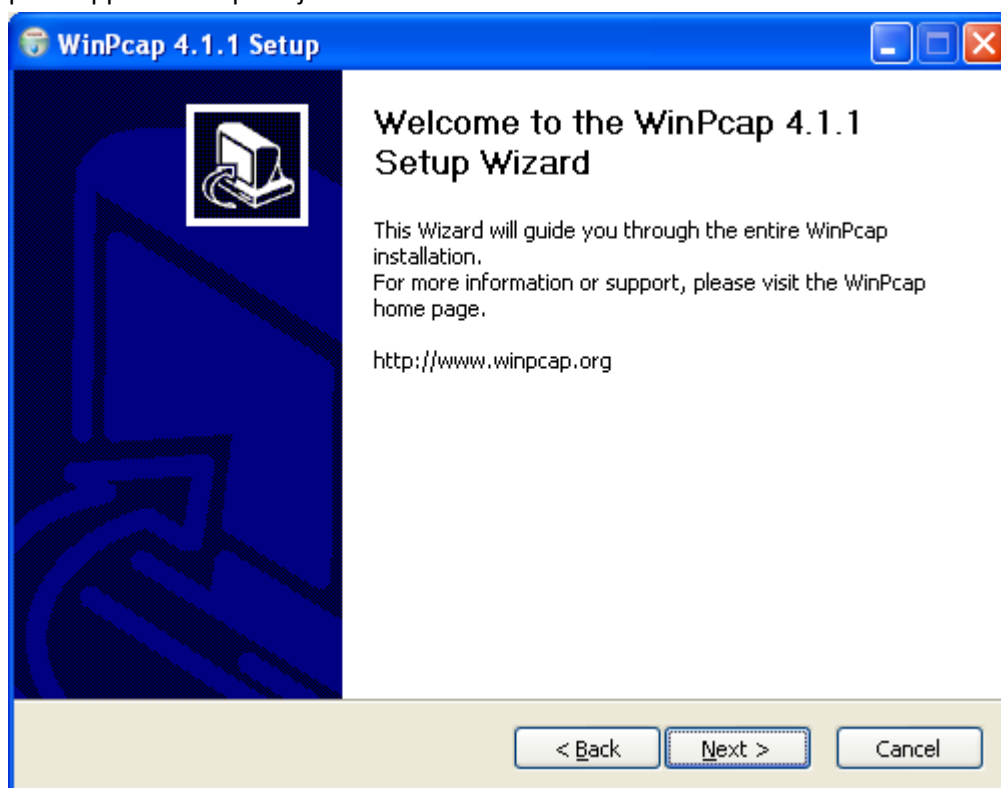 WinPcap 4.1.1 Setup
Welcome to the WinPcap 4.1.1
Setup Wizard
This Wizard will guide you through the entire WinPcap
installation.
For more information or support, please visit the WinPcap
home page.
http://www.winpcap.org
< Back
Next >
Cancel